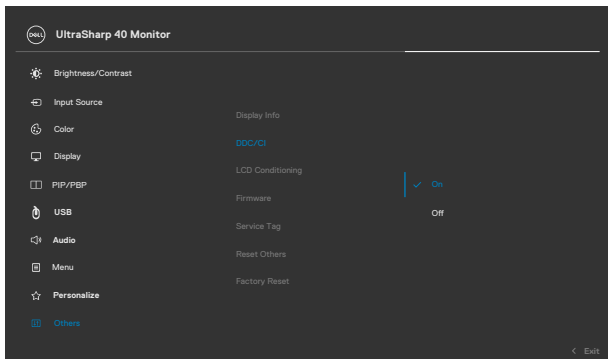 DELL UltraSharp 40 Monitor
Brightness/Contrast
Input Source
Color
Display
PIP/PBP
USB
Audio
Menu
Personalize
Others
Display Info
DDC/CI
LCD Conditioning
Firmware
Service Tag
Reset Others
Factory Reset
On
Off
Exit